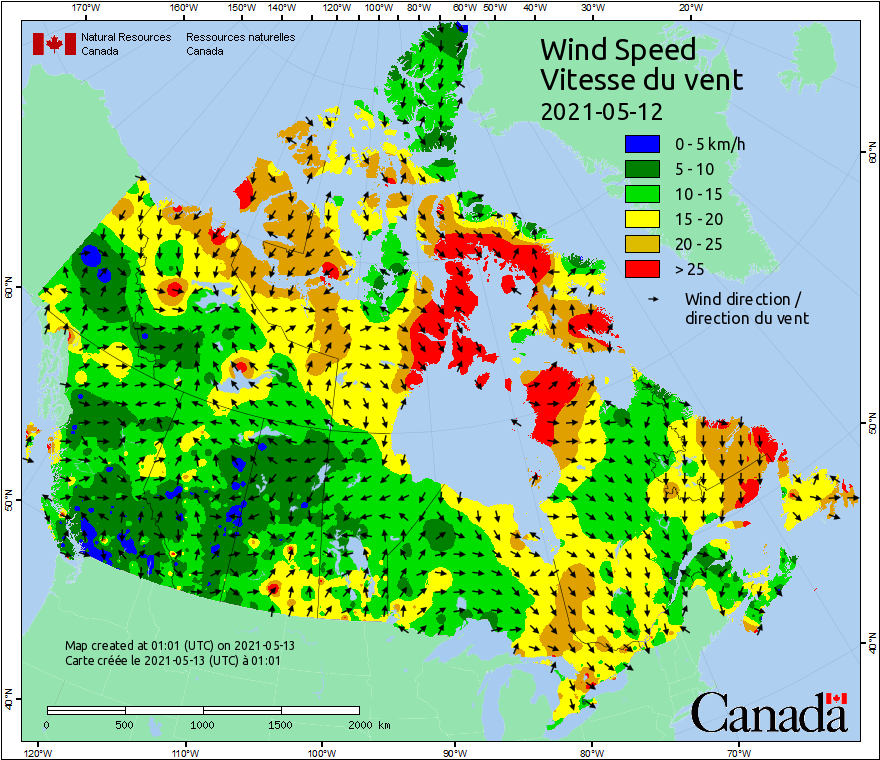 170°W 160°W 150°W 140°W 120°W 100°W 80°W 60°W 50°W 40°W 30°W 20°W
Natural Resources Ressources naturelles
Canada Canada
Wind Speed
Vitesse du vent
2021-05-12
0 - 5 km/h
5 - 10
10 - 15
15 - 20
20 - 25
> 25
Wind direction /
direction du vent
60°N 60°N
50°N 50°N
40°N 40°N
Map created at 01:01 (UTC) on 2021-05-13
Carte créée le 2021-05-13 (UTC) à 01:01
0 500 1000 1500 2000 km
Canada
120°W 110°W 100°W 90°W 80°W 70°W